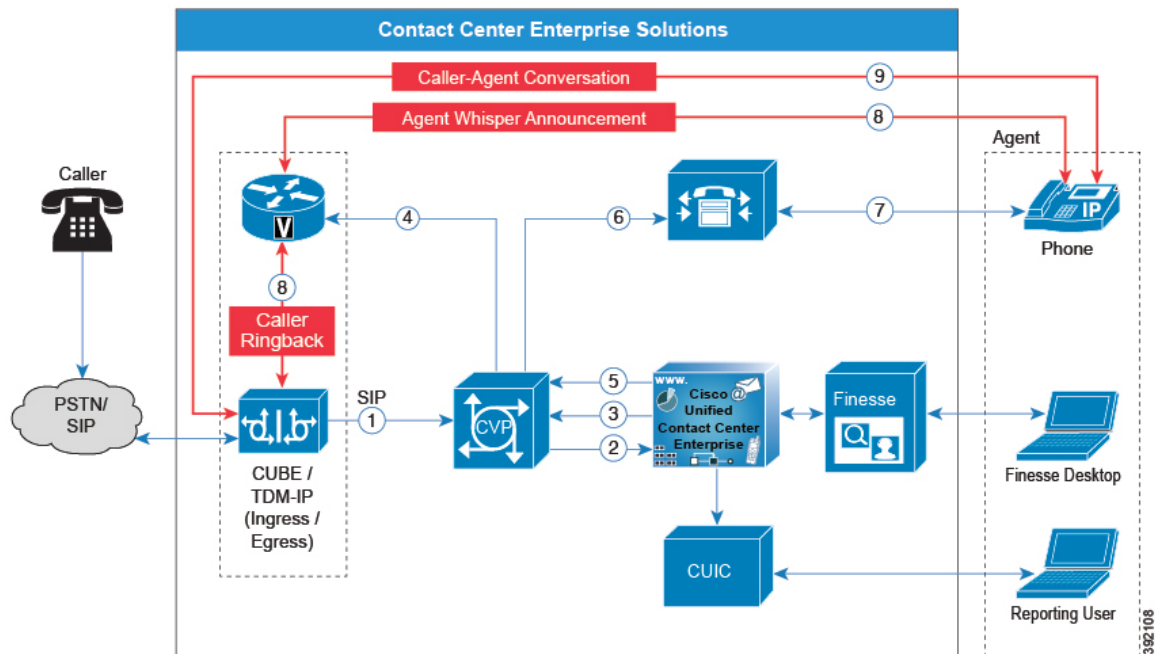 Contact Center Enterprise Solutions
Caller-Agent Conversation
9
Agent Whisper Announcement
8
Agent
Caller
V
4
6
7
IP
Phone
8
Caller
Ringback
PSTN/
SIP
SIP
1
CVP
5
3
2
www.
Cisco @
Unified
Contact Center
Enterprise
Finesse
Finesse Desktop
CUBE /
TDM-IP
(Ingress /
Egress)
CUIC
Reporting User
392108